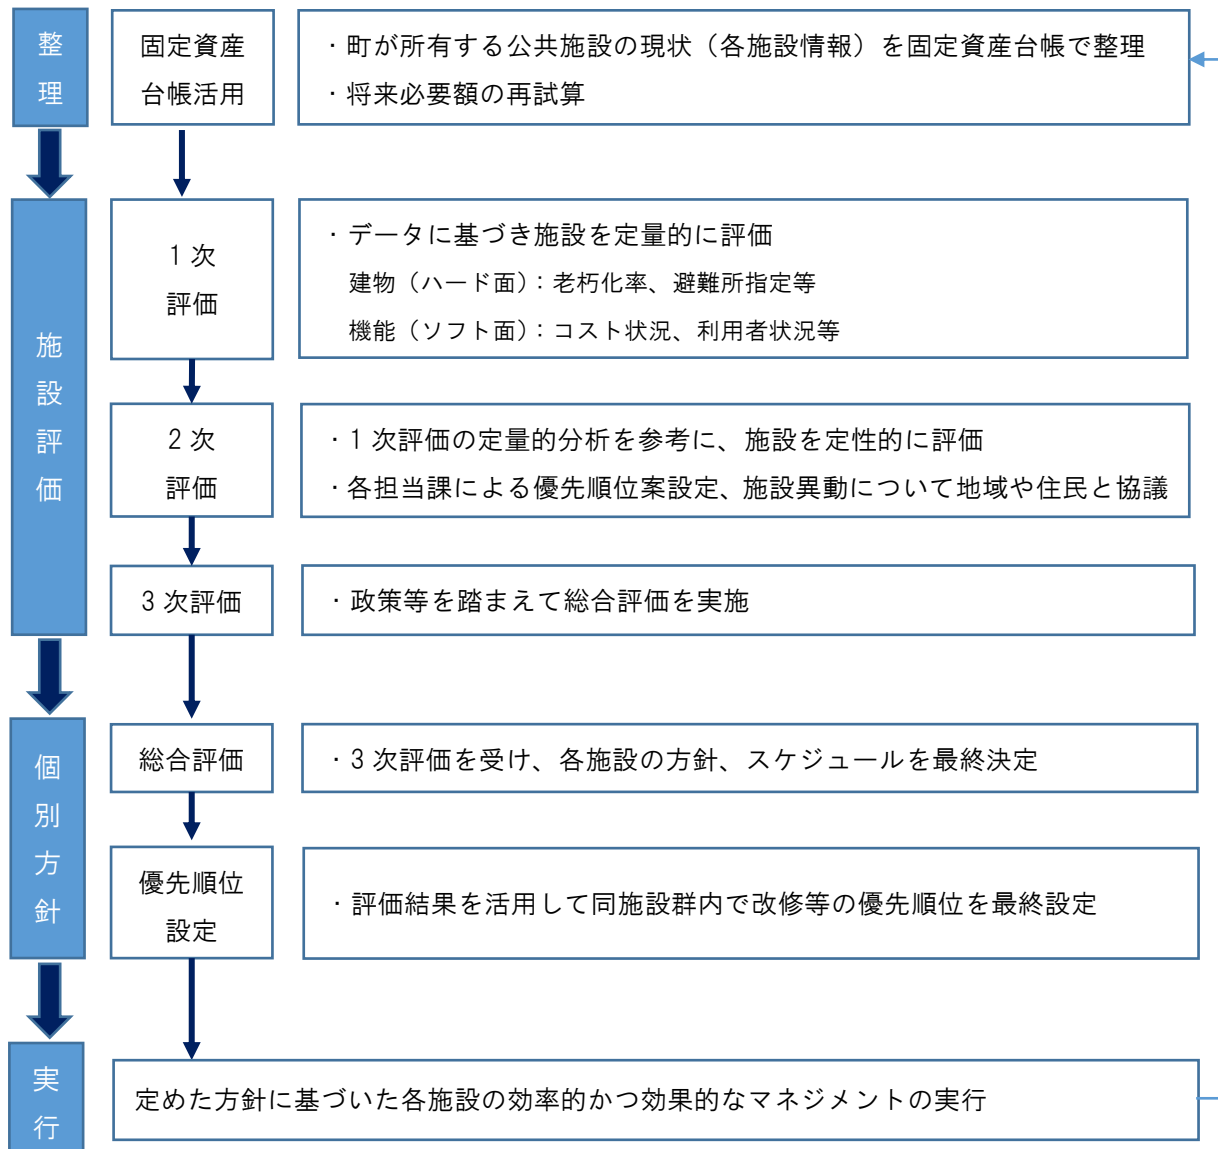 整理
固定資産
台帳活用
・町が所有する公共施設の現状（各施設情報）を固定資産台帳で整理
・将来必要額の再試算
施設評価
1次
評価
・データに基づき施設を定量的に評価
建物（ハード面）：老朽化率、避難所指定等
機能（ソフト面）：コスト状況、利用者状況等
2次
評価
・1次評価の定量的分析を参考に、施設を定性的に評価
・各担当課による優先順位案設定、施設異動について地域や住民と協議
3次評価
・政策等を踏まえて総合評価を実施
個別方針
総合評価
・3次評価を受け、各施設の方針、スケジュールを最終決定
優先順位
設定
・評価結果を活用して同施設群内で改修等の優先順位を最終設定
実行
定めた方針に基づいた各施設の効率的かつ効果的なマネジメントの実行